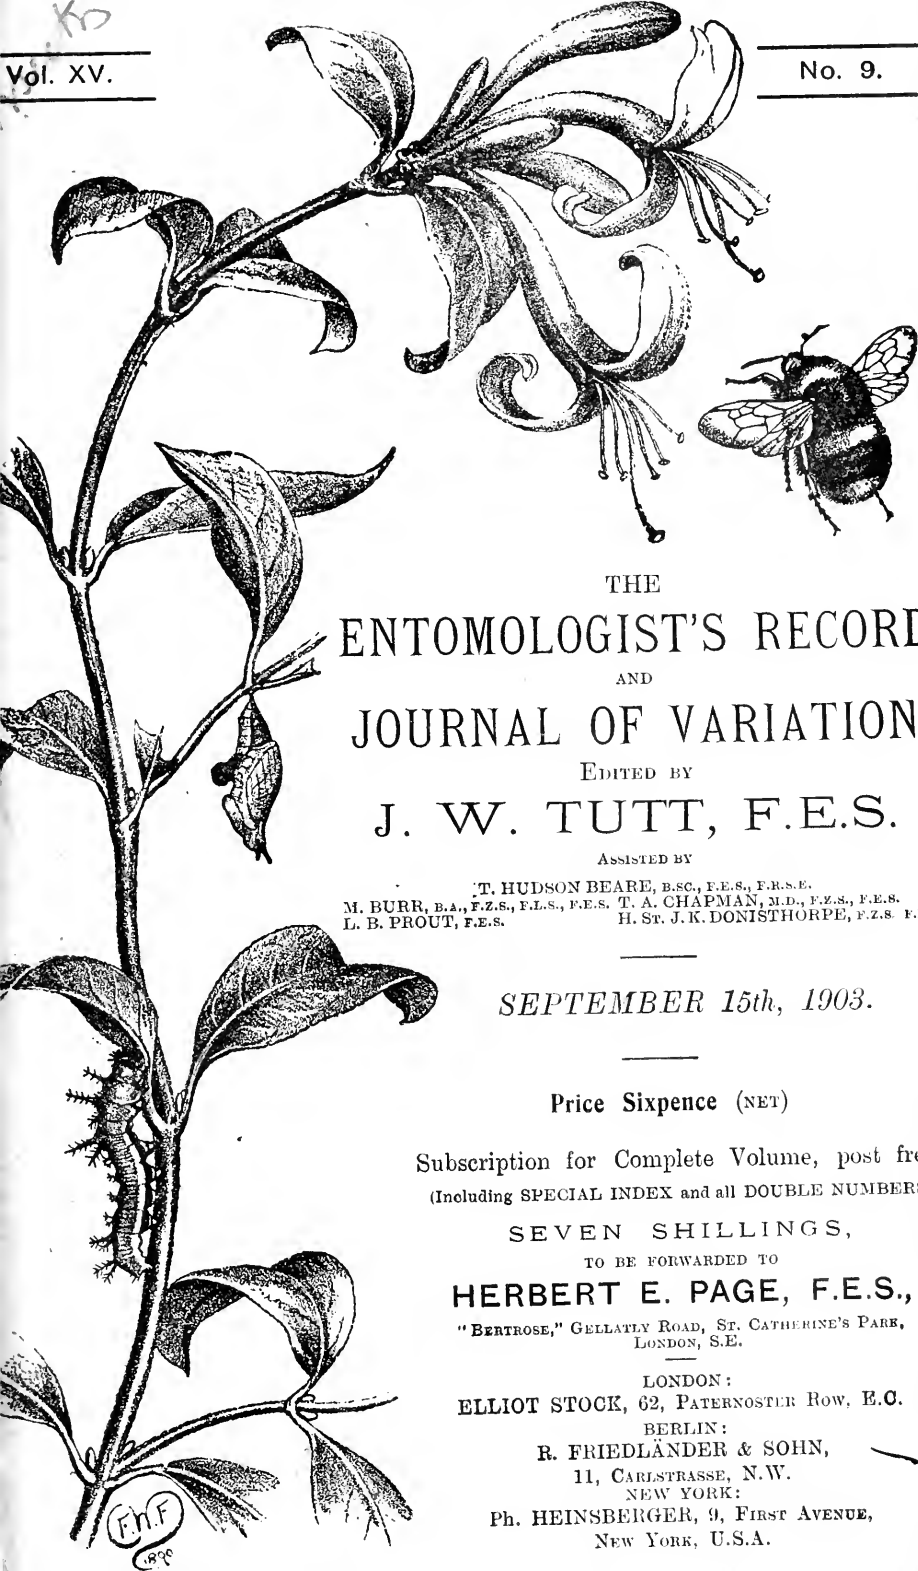 Vol. XV.
No. 9.
THE
ENTOMOLOGIST'S RECORD
AND
JOURNAL OF VARIATION
EDITED BY
J. W. TUTT, F.E.S.
ASSISTED BY
T. HUDSON BEARE, B.SC., F.E.S., F.R.S.E.
M. BURR, B.A., F.Z.S., F.L.S., F.E.S. T. A. CHAPMAN, M.D., F.Z.S., F.E.S.
L. B. PROUT, F.E.S. H. ST. J. K. DONISTHORPE, F.Z.S. F.
SEPTEMBER 15th, 1903.
Price Sixpence (NET)
Subscription for Complete Volume, post fre
(Including SPECIAL INDEX and all DOUBLE NUMBERS
SEVEN SHILLINGS,
TO BE FORWARDED TO
HERBERT E. PAGE, F.E.S.,
"BERTROSE," GELLATLY ROAD, ST. CATHERINE'S PARK,
LONDON, S.E.
LONDON:
ELLIOT STOCK, 62, PATERNOSTER ROW, E.C.
BERLIN:
R. FRIEDLÄNDER & SOHN,
11, CARLSTRASSE, N.W.
NEW YORK:
Ph. HEINSBERGER, 9, FIRST AVENUE,
NEW YORK, U.S.A.
F.N.F
1890